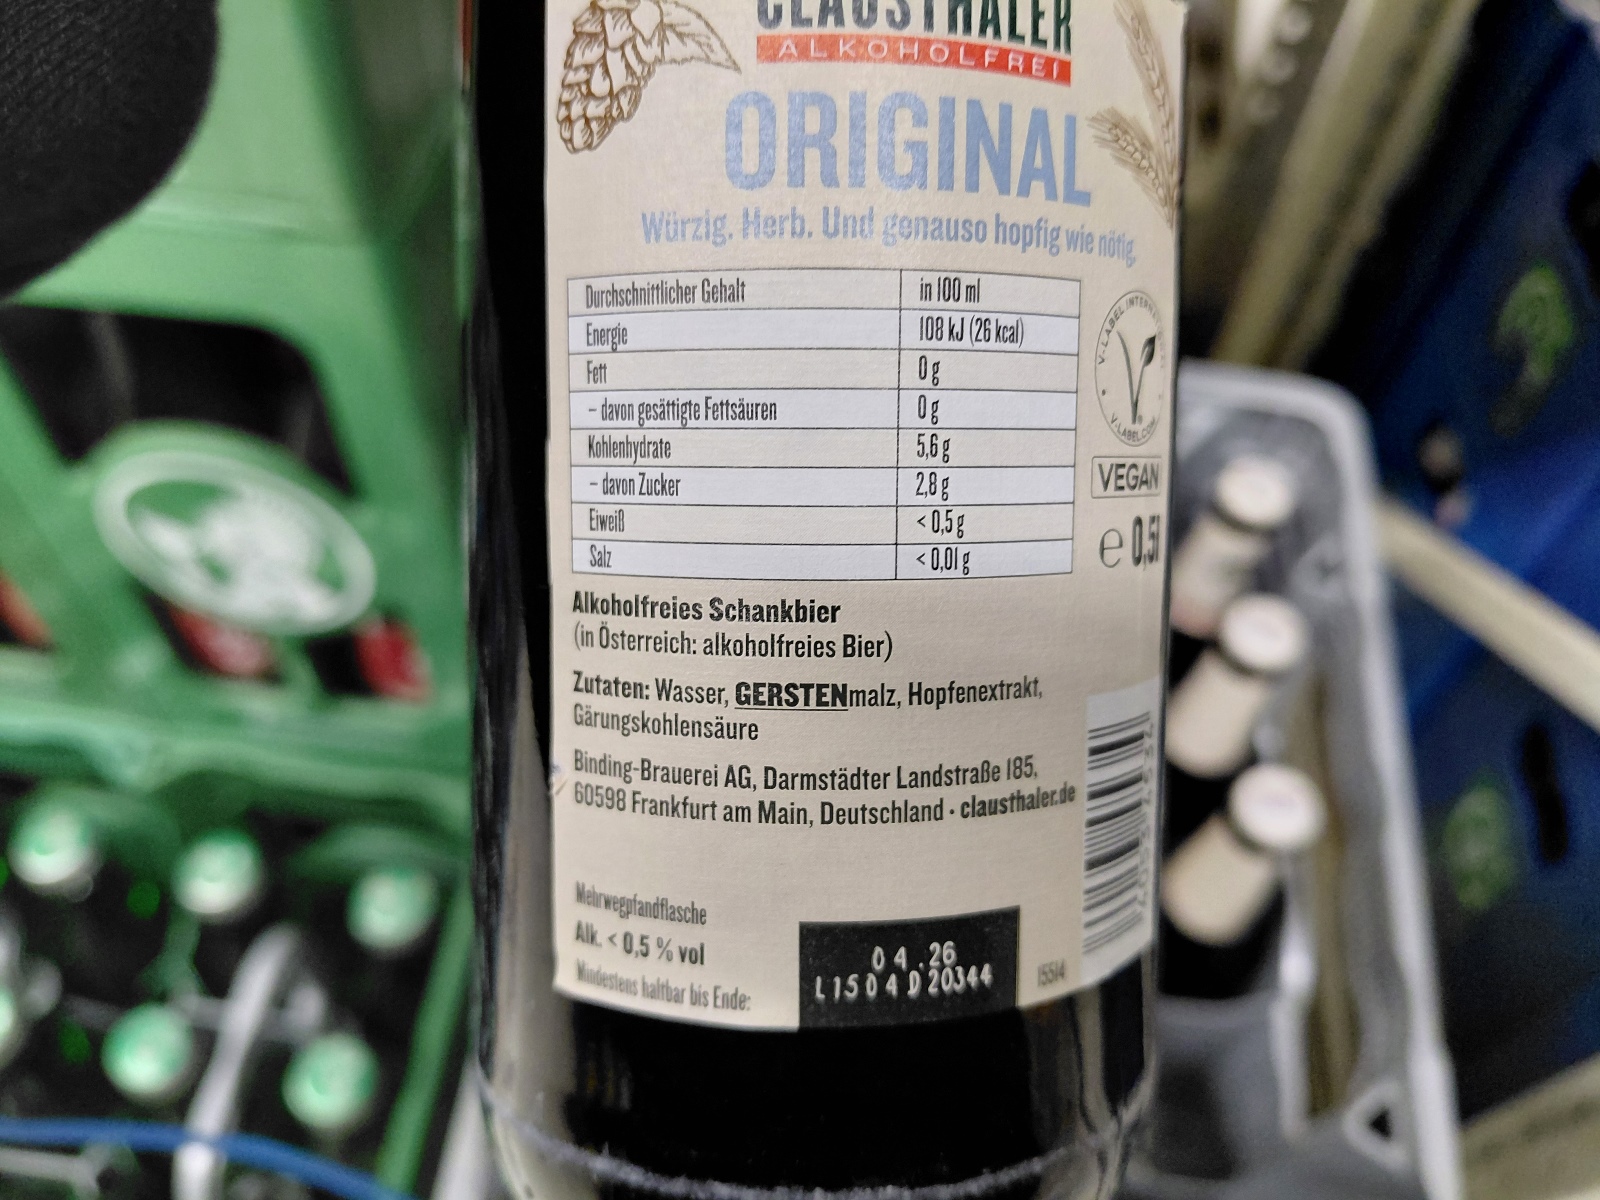 CLAUSTHALER
ALKOHOLFREI
ORIGINAL
Würzig. Herb. Und genauso hopfig wie nötig.
Durchschnittlicher Gehalt in 100 ml
Energie 108 kJ (26 kcal)
Fett 0 g
– davon gesättigte Fettsäuren 0 g
Kohlenhydrate 5,6 g
– davon Zucker 2,8 g
Eiweiß < 0,5 g
Salz < 0,01 g
V-LABEL
V-LABEL.COM
VEGAN
e 0,5l
Alkoholfreies Schankbier
(in Österreich: alkoholfreies Bier)
Zutaten: Wasser, GERSTENmalz, Hopfenextrakt,
Gärungskohlensäure
Binding-Brauerei AG, Darmstädter Landstraße 185,
60598 Frankfurt am Main, Deutschland · clausthaler.de
Mehrwegpfandflasche
Alk. < 0,5 % vol
Mindestens haltbar bis Ende:
04.26
L1504D20344
15514